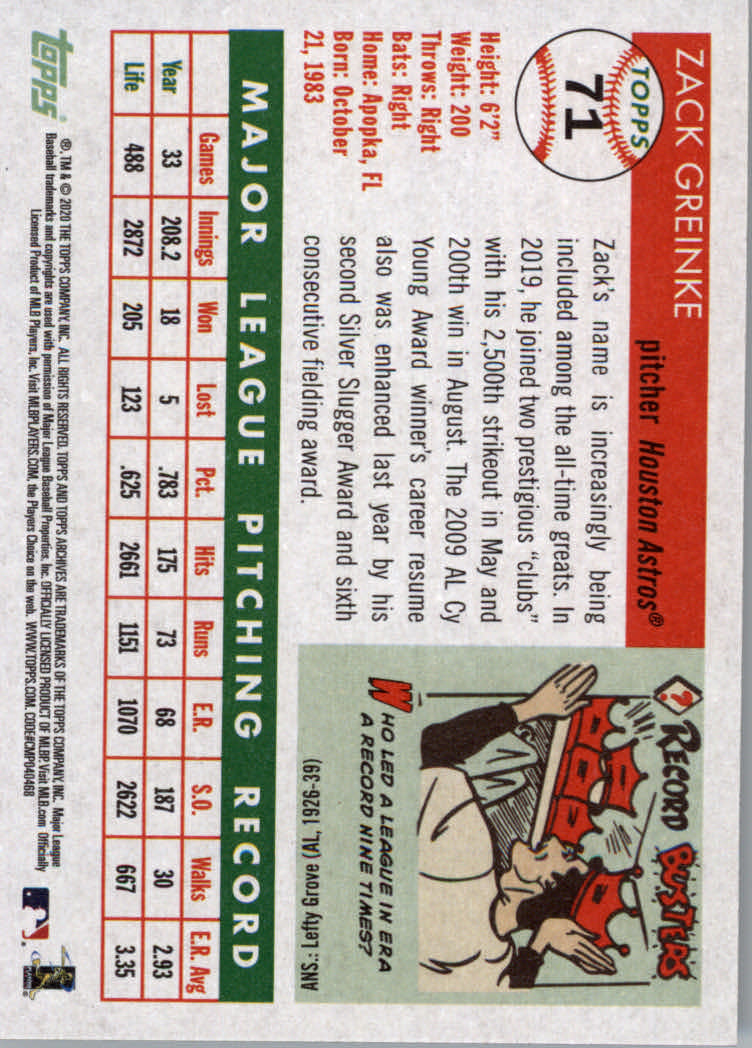 ZACK GREINKE
pitcher Houston Astros®
TOPPS
71
Height: 6'2"
Weight: 200
Throws: Right
Bats: Right
Home: Apopka, FL
Born: October
21, 1983
Zack's name is increasingly being
included among the all-time greats. In
2019, he joined two prestigious "clubs"
with his 2,500th strikeout in May and
200th win in August. The 2009 AL Cy
Young Award winner's career resume
also was enhanced last year by his
second Silver Slugger Award and sixth
consecutive fielding award.
? RECORD BUSTERS
WHO LED A LEAGUE IN ERA
A RECORD NINE TIMES?
ANS.: Lefty Grove (AL, 1926-39)
MAJOR LEAGUE PITCHING RECORD
Games Innings Won Lost Pct. Hits Runs E.R. S.O. Walks E.R. Avg
Year 33 208.2 18 5 .783 175 73 68 187 30 2.93
Life 488 2872 205 123 .625 2661 1151 1070 2622 667 3.35
topps
®, TM & © 2020 THE TOPPS COMPANY, INC. ALL RIGHTS RESERVED. TOPPS AND TOPPS ARCHIVES ARE TRADEMARKS OF THE TOPPS COMPANY, INC. Major League
Baseball trademarks and copyrights are used with permission of Major League Baseball Properties, Inc. OFFICIALLY LICENSED PRODUCT OF MLBP. Visit MLB.com Officially
Licensed Product of MLB Players, Inc. Visit MLBPLAYERS.COM, the Players Choice on the web. WWW.TOPPS.COM. CODE#CMP040468